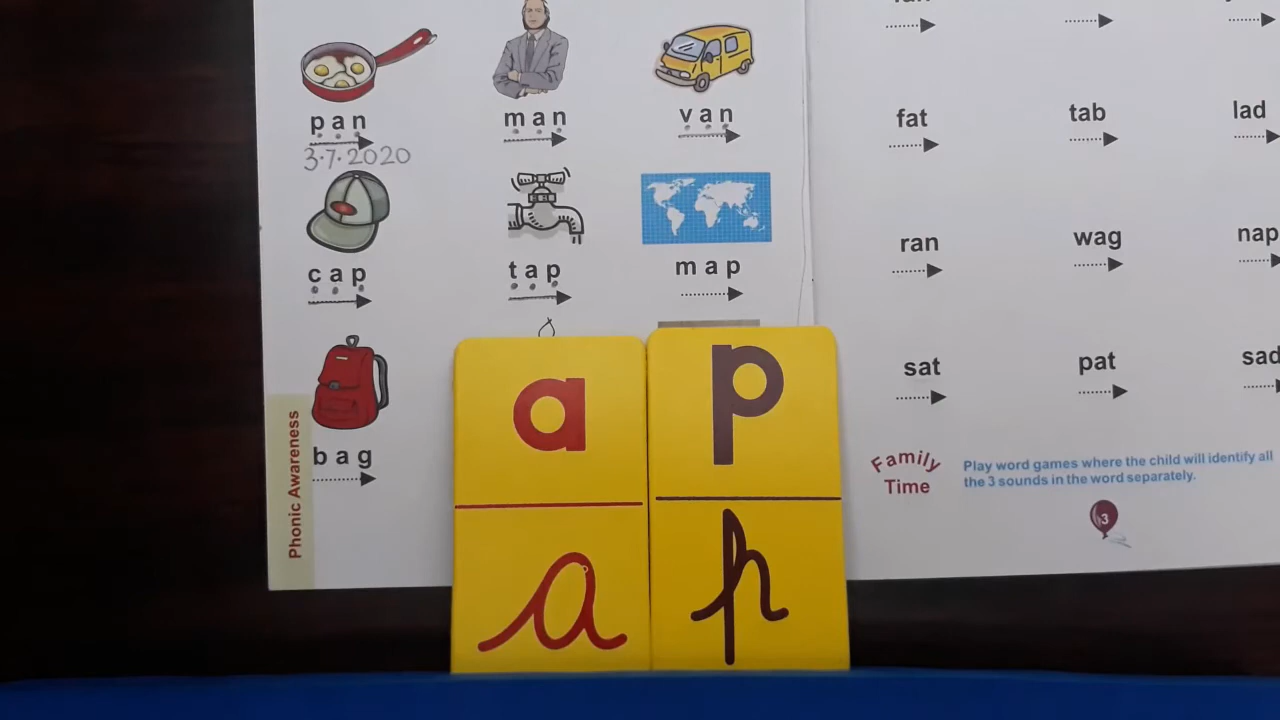 pan man van
3.7.2020
cap tap map
bag
Phonic Awareness
fat tab lad
ran wag nap
sat pat sad
Family
Time
Play word games where the child will identify all
the 3 sounds in the word separately.
3
a p
a p